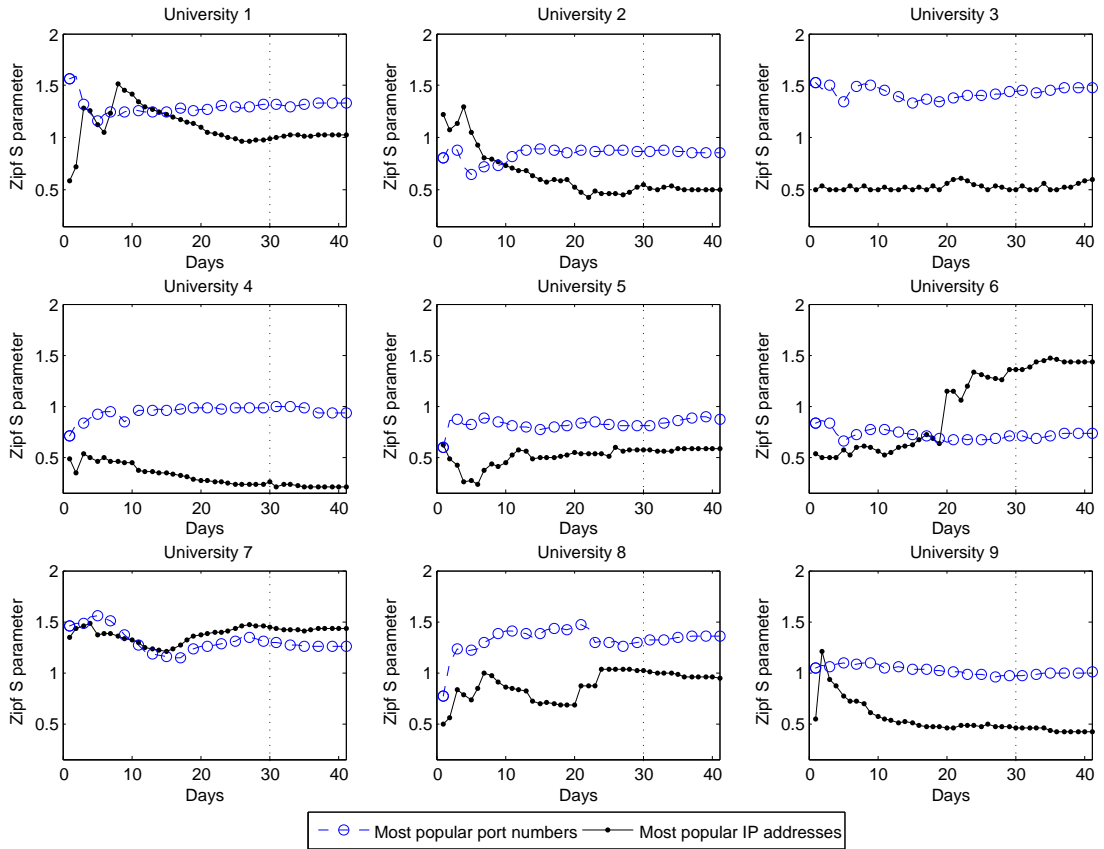 University 1
2
1.5
1
0.5
Zipf S parameter
0 10 20 30 40
Days
University 2
2
1.5
1
0.5
Zipf S parameter
0 10 20 30 40
Days
University 3
2
1.5
1
0.5
Zipf S parameter
0 10 20 30 40
Days
University 4
2
1.5
1
0.5
Zipf S parameter
0 10 20 30 40
Days
University 5
2
1.5
1
0.5
Zipf S parameter
0 10 20 30 40
Days
University 6
2
1.5
1
0.5
Zipf S parameter
0 10 20 30 40
Days
University 7
2
1.5
1
0.5
Zipf S parameter
0 10 20 30 40
Days
University 8
2
1.5
1
0.5
Zipf S parameter
0 10 20 30 40
Days
University 9
2
1.5
1
0.5
Zipf S parameter
0 10 20 30 40
Days
Most popular port numbers
Most popular IP addresses